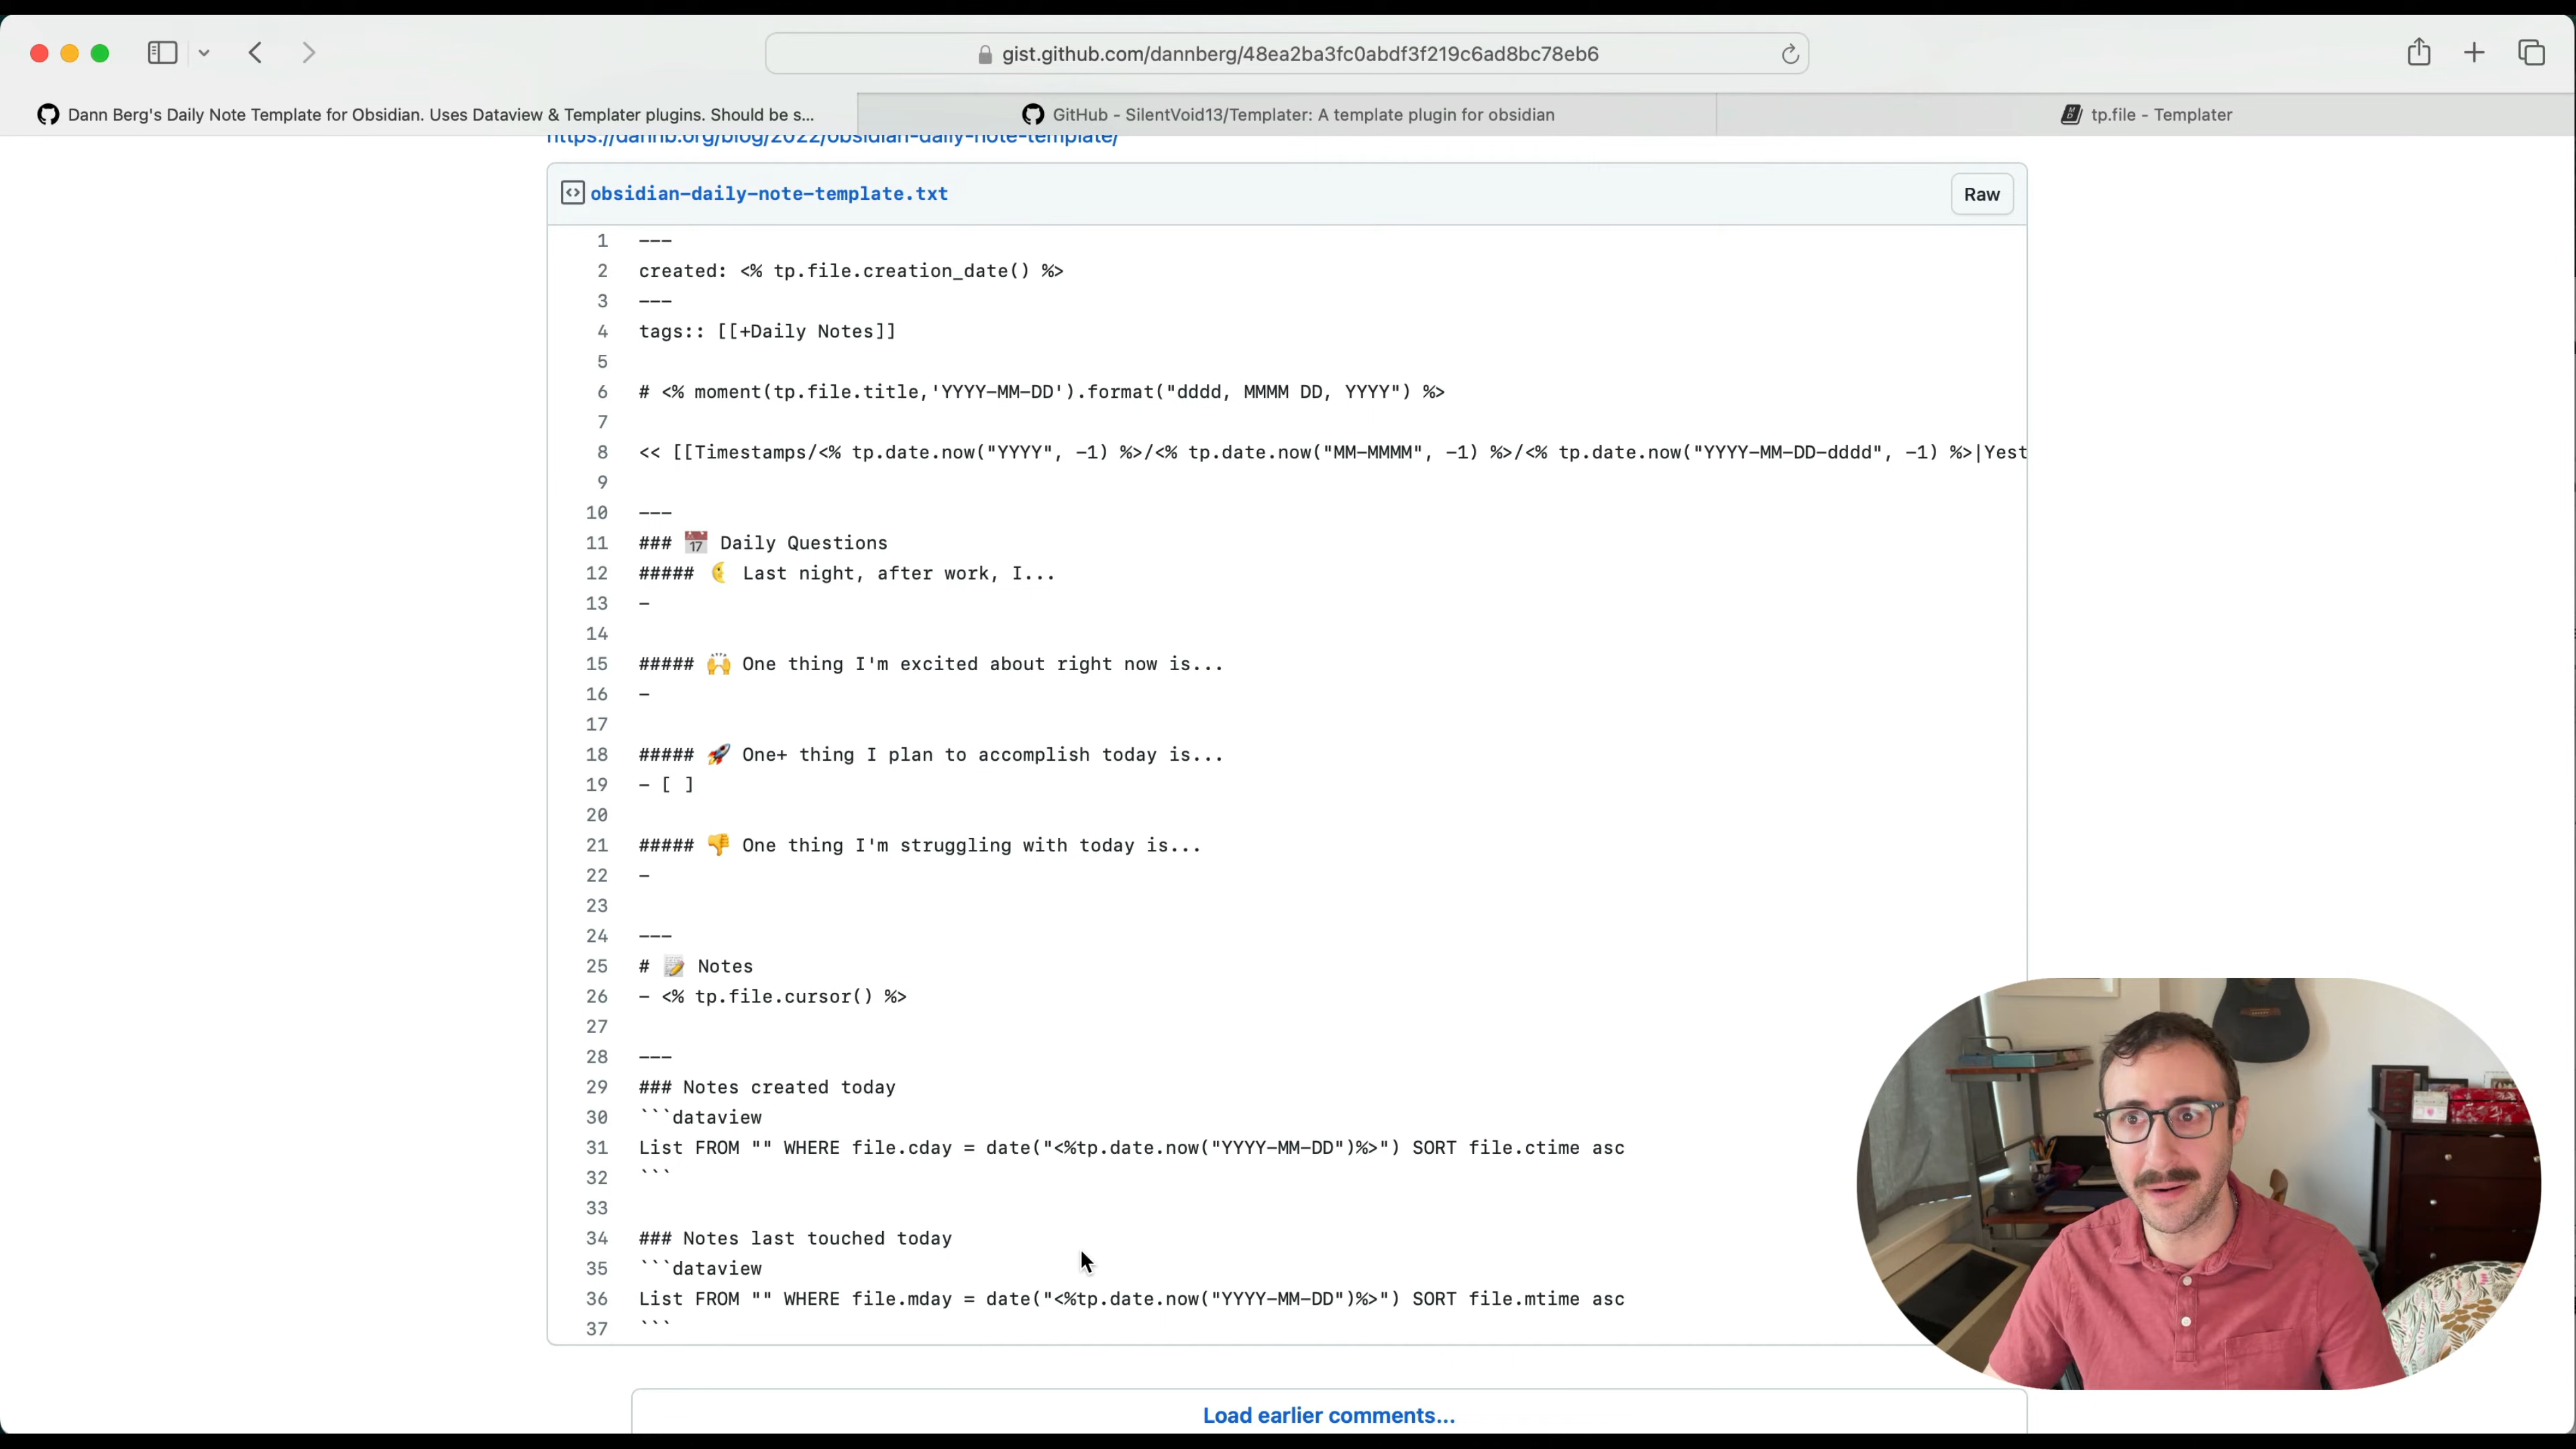 gist.github.com/dannberg/48ea2ba3fc0abdf3f219c6ad8bc78eb6
Dann Berg's Daily Note Template for Obsidian. Uses Dataview & Templater plugins. Should be s...
GitHub - SilentVoid13/Templater: A template plugin for obsidian
tp.file - Templater
https://dannb.org/blog/2022/obsidian-daily-note-template/
obsidian-daily-note-template.txt
Raw
1 ---
2 created: <% tp.file.creation_date() %>
3 ---
4 tags:: [[+Daily Notes]]
5
6 # <% moment(tp.file.title,'YYYY-MM-DD').format("dddd, MMMM DD, YYYY") %>
7
8 << [[Timestamps/<% tp.date.now("YYYY", -1) %>/<% tp.date.now("MM-MMMM", -1) %>/<% tp.date.now("YYYY-MM-DD-dddd", -1) %>|Yest
9
10 ---
11 ### 📅 Daily Questions
12 ##### 🌜 Last night, after work, I...
13 -
14
15 ##### 🙌 One thing I'm excited about right now is...
16 -
17
18 ##### 🚀 One+ thing I plan to accomplish today is...
19 - [ ]
20
21 ##### 👎 One thing I'm struggling with today is...
22 -
23
24 ---
25 # 📝 Notes
26 - <% tp.file.cursor() %>
27
28 ---
29 ### Notes created today
30 ```dataview
31 List FROM "" WHERE file.cday = date("<%tp.date.now("YYYY-MM-DD")%>") SORT file.ctime asc
32 ```
33
34 ### Notes last touched today
35 ```dataview
36 List FROM "" WHERE file.mday = date("<%tp.date.now("YYYY-MM-DD")%>") SORT file.mtime asc
37 ```
Load earlier comments...